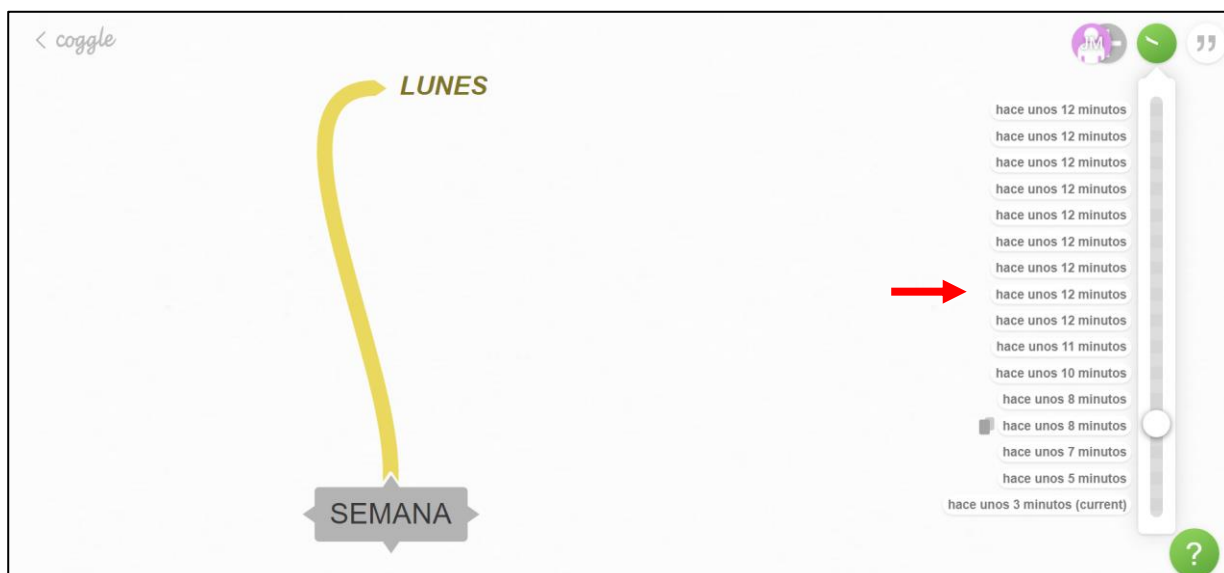 coggle
JM
LUNES
hace unos 12 minutos
hace unos 12 minutos
hace unos 12 minutos
hace unos 12 minutos
hace unos 12 minutos
hace unos 12 minutos
hace unos 12 minutos
hace unos 12 minutos
hace unos 12 minutos
hace unos 11 minutos
hace unos 10 minutos
hace unos 8 minutos
hace unos 8 minutos
hace unos 7 minutos
hace unos 5 minutos
hace unos 3 minutos (current)
SEMANA
?